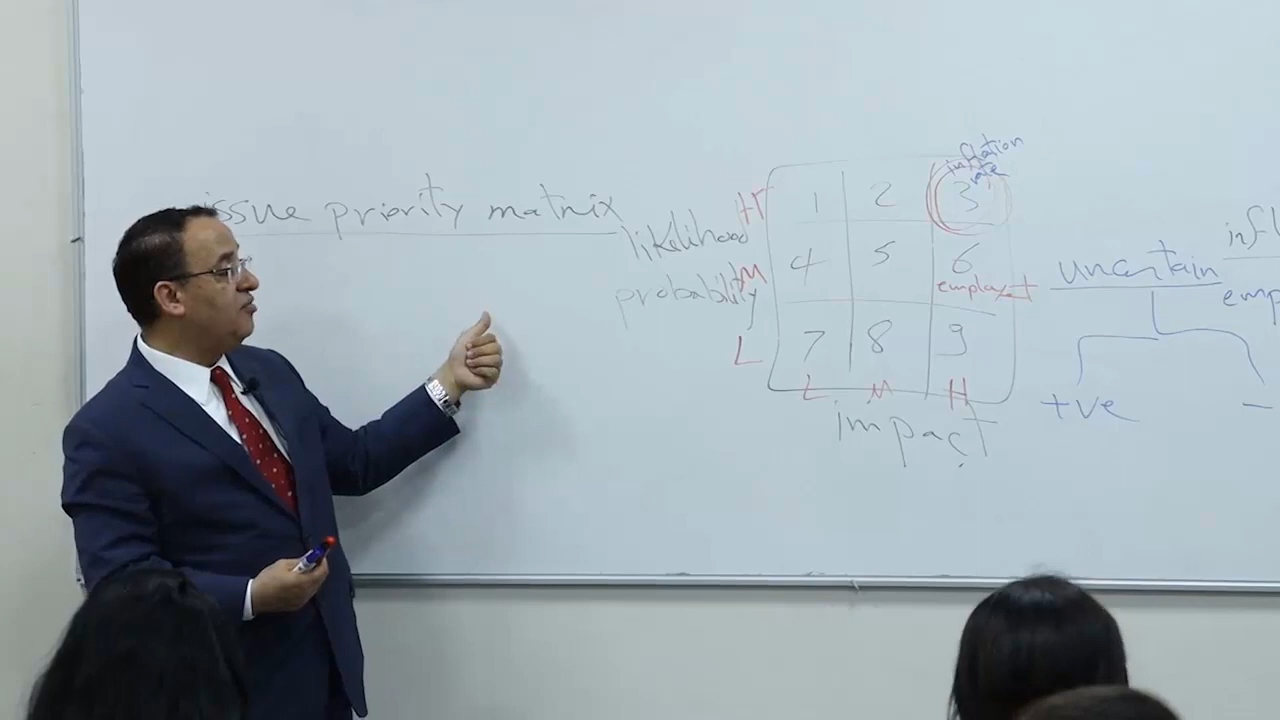 issue priority matrix
likelihood
probability
H
M
L
inflation
rate
1 2 3
4 5 6
employt
7 8 9
L M H
impact
uncertain
+ve
-
infl
emp